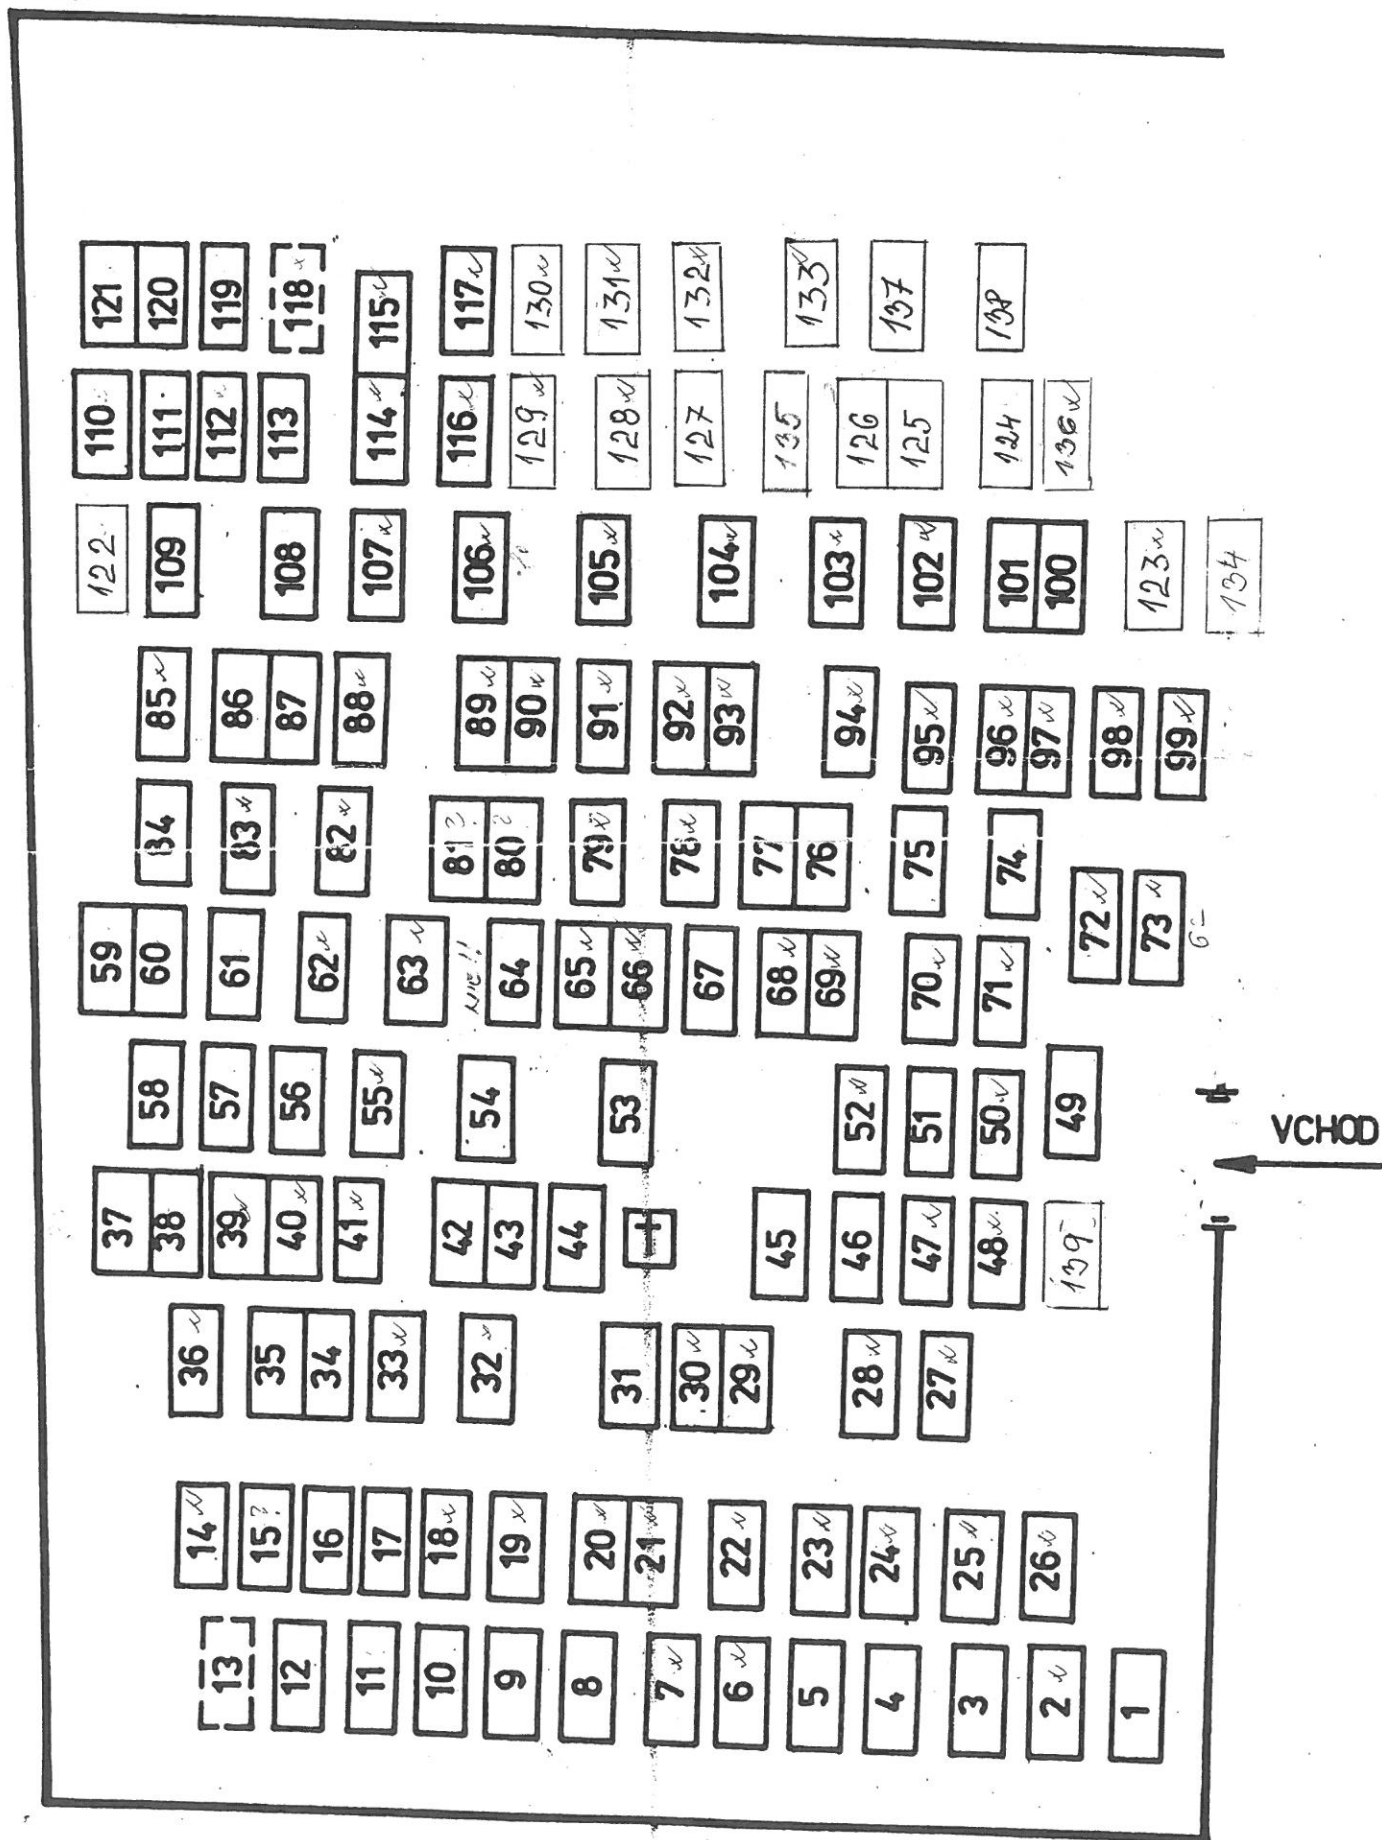 121 120 119 118 x 115 x 117 x 130 x 131 x 132 x 133 x 137 138
110 111 112 x 113 114 x 116 x 129 x 128 x 127 135 126 125 124 136 x
122 109 108 107 x 106 x 105 x 104 x 103 x 102 x 101 100 123 x 134
85 x 86 87 88 x 89 x 90 x 91 x 92 x 93 x 94 x 95 x 96 x 97 x 98 x 99 x
84 83 x 82 x 81 ? 80 ? 79 x 78 x 77 76 75 74
59 60 61 62 x 63 x 64 65 x 66 x 67 68 x 69 x 70 x 71 x 72 x 73 x
58 57 56 55 x 54 53 52 x 51 50 x 49
VCHOD
37 38 39 x 40 x 41 x 42 43 44 45 46 47 x 48 x 139
36 x 35 34 33 x 32 x 31 30 x 29 x 28 x 27 x
14 x 15 ? 16 17 18 x 19 x 20 x 21 x 22 x 23 x 24 x 25 x 26 x
13 12 11 10 9 8 7 x 6 x 5 4 3 2 x 1